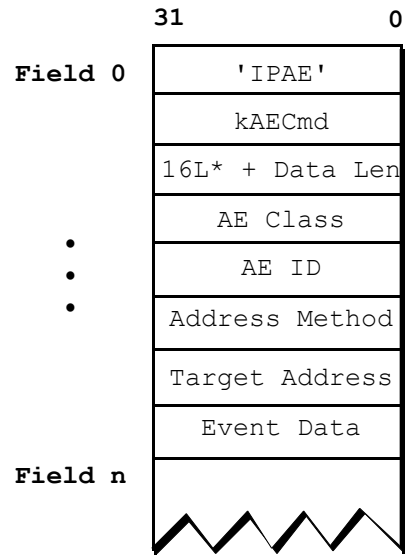 31 0
Field 0 'IPAE'
kAECmd
16L* + Data Len
AE Class
• AE ID
•
• Address Method
Target Address
Event Data
Field n